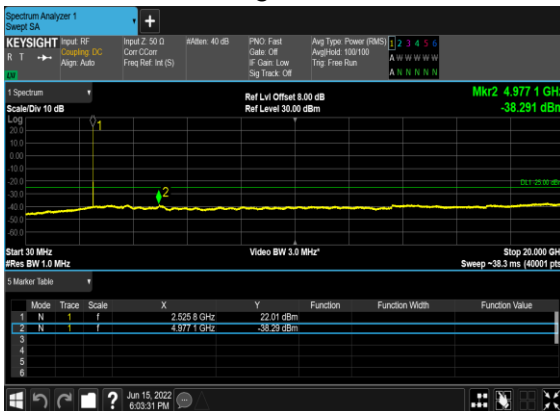 Spectrum Analyzer 1
Swept SA
KEYSIGHT Input: RF Input Z: 50 Ω #Atten: 40 dB PNO: Fast Avg Type: Power (RMS) 1 2 3 4 5 6
R T Coupling: DC Corr CCorr Gate: Off Avg|Hold: 100/100 A W W W W W
Align: Auto Freq Ref: Int (S) IF Gain: Low Trig: Free Run
LV Sig Track: Off A N N N N N
1 Spectrum Ref Lvl Offset 8.00 dB Mkr2 4.977 1 GHz
Scale/Div 10 dB Ref Level 30.00 dBm -38.291 dBm
Log
20.0
10.0
0.00
-10.0
-20.0
-30.0
-40.0
-50.0
-60.0
1
2
DL1 -25.00 dBm
Start 30 MHz Video BW 3.0 MHz* Stop 20.000 GHz
#Res BW 1.0 MHz Sweep ~38.3 ms (40001 pts)
5 Marker Table
Mode Trace Scale X Y Function Function Width Function Value
1 N 1 f 2.525 8 GHz 22.01 dBm
2 N 1 f 4.977 1 GHz -38.29 dBm
3
4
5
6
Jun 15, 2022
6:03:31 PM